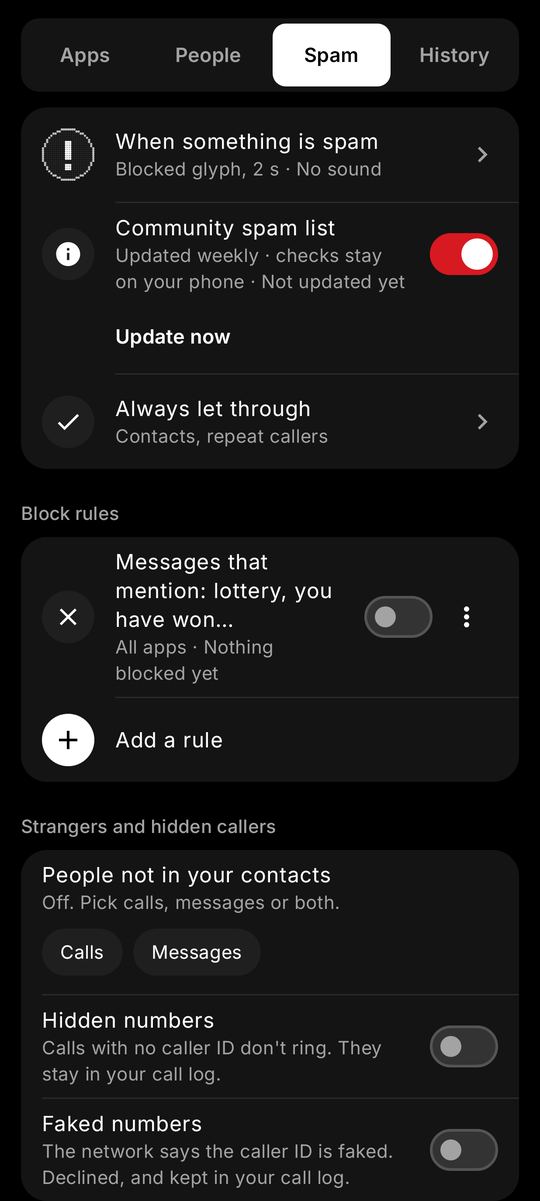 Apps People Spam History
When something is spam
Blocked glyph, 2 s · No sound
Community spam list
Updated weekly · checks stay
on your phone · Not updated yet
Update now
Always let through
Contacts, repeat callers
Block rules
Messages that
mention: lottery, you
have won...
All apps · Nothing
blocked yet
Add a rule
Strangers and hidden callers
People not in your contacts
Off. Pick calls, messages or both.
Calls Messages
Hidden numbers
Calls with no caller ID don't ring. They
stay in your call log.
Faked numbers
The network says the caller ID is faked.
Declined, and kept in your call log.